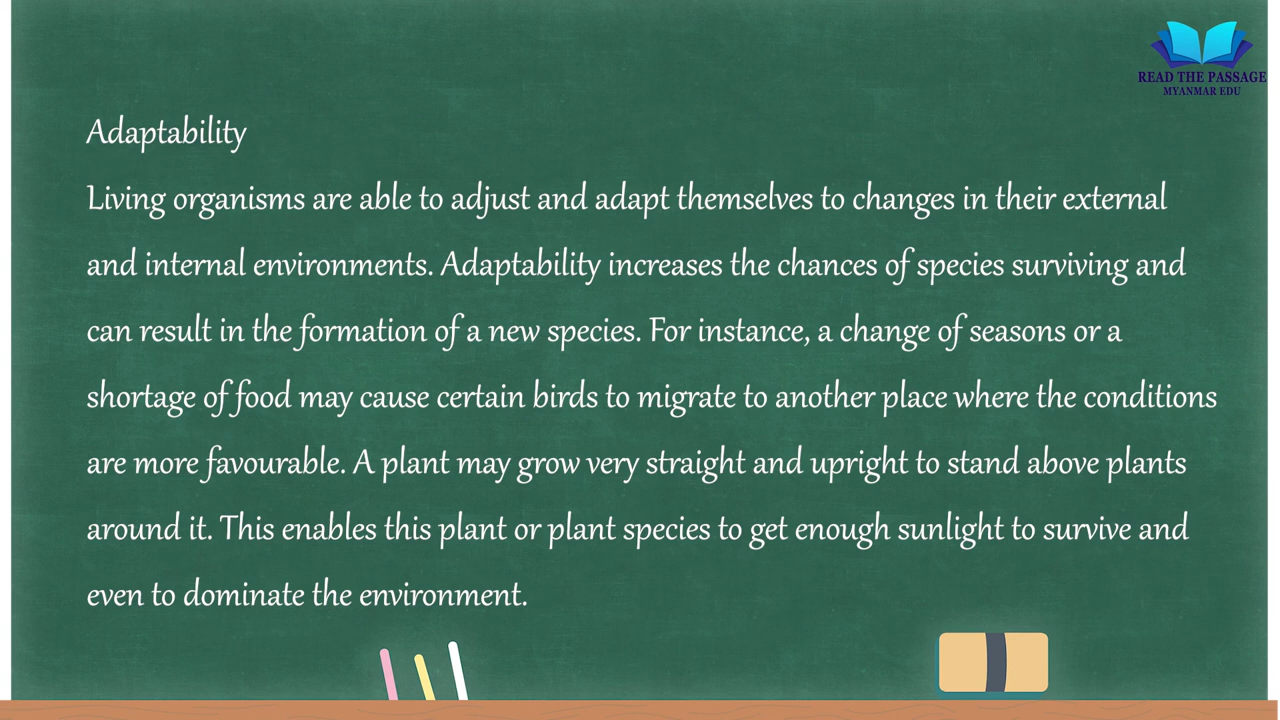 READ THE PASSAGE
MYANMAR EDU
Adaptability
Living organisms are able to adjust and adapt themselves to changes in their external
and internal environments. Adaptability increases the chances of species surviving and
can result in the formation of a new species. For instance, a change of seasons or a
shortage of food may cause certain birds to migrate to another place where the conditions
are more favourable. A plant may grow very straight and upright to stand above plants
around it. This enables this plant or plant species to get enough sunlight to survive and
even to dominate the environment.